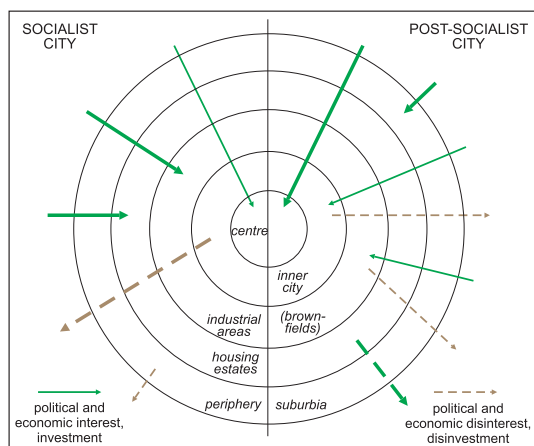 SOCIALIST
CITY
POST-SOCIALIST
CITY
centre
inner
city
industrial
areas
(brown-
fields)
housing
estates
periphery
suburbia
political and
economic interest,
investment
political and
economic disinterest,
disinvestment